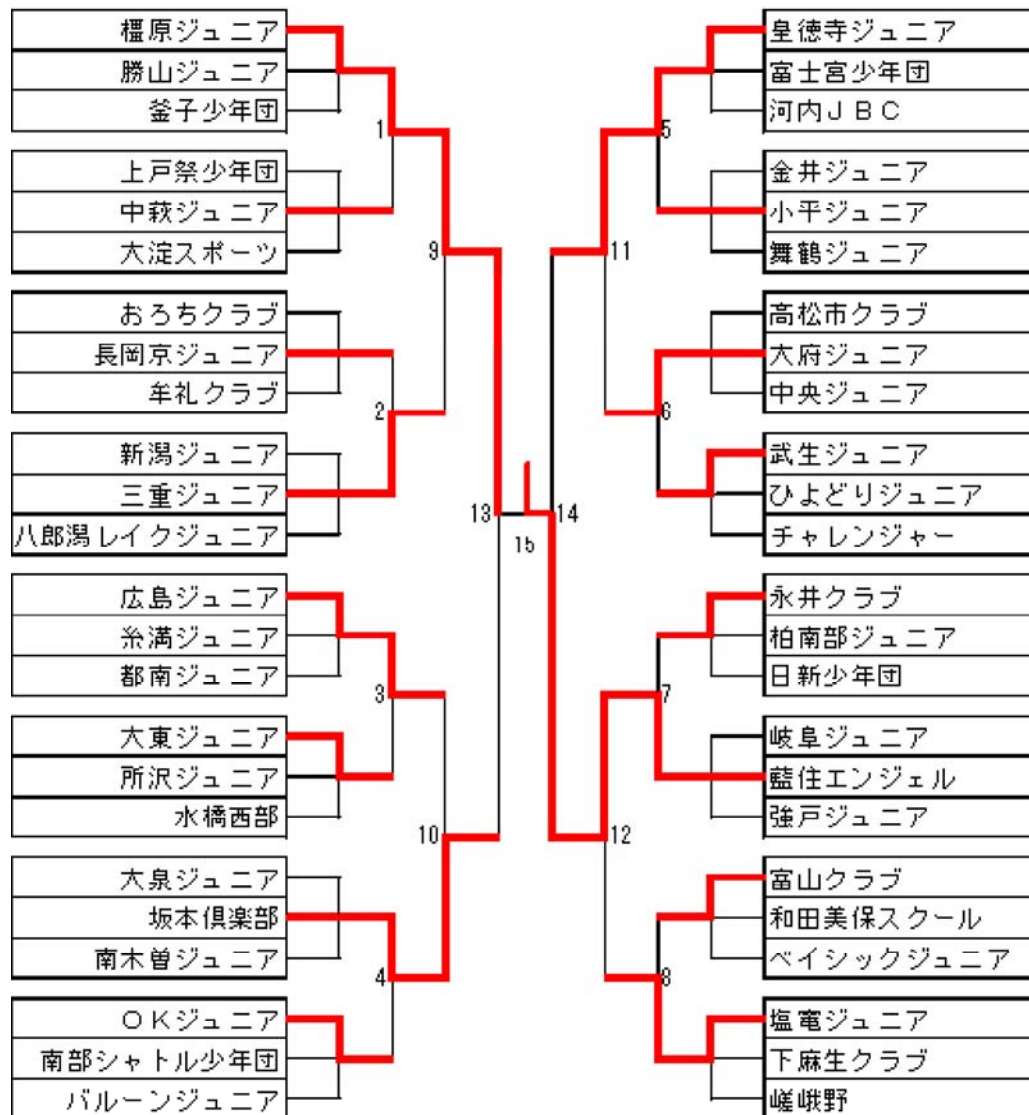 橿原ジュニア
勝山ジュニア
釜子少年団
上戸祭少年団
中萩ジュニア
大淀スポーツ
おろちクラブ
長岡京ジュニア
牟礼クラブ
新潟ジュニア
三重ジュニア
八郎潟レイクジュニア
広島ジュニア
糸満ジュニア
都南ジュニア
大東ジュニア
所沢ジュニア
水橋西部
大泉ジュニア
坂本倶楽部
南木曽ジュニア
OKジュニア
南部シャトル少年団
バルーンジュニア
1
2
3
4
9
10
13
15
14
11
12
5
6
7
8
皇徳寺ジュニア
富士宮少年団
河内JBC
金井ジュニア
小平ジュニア
舞鶴ジュニア
高松市クラブ
大府ジュニア
中央ジュニア
武生ジュニア
ひよどりジュニア
チャレンジャー
永井クラブ
柏南部ジュニア
日新少年団
岐阜ジュニア
藍住エンジェル
強戸ジュニア
富山クラブ
和田美保スクール
ベイシックジュニア
塩竈ジュニア
下麻生クラブ
嵯峨野